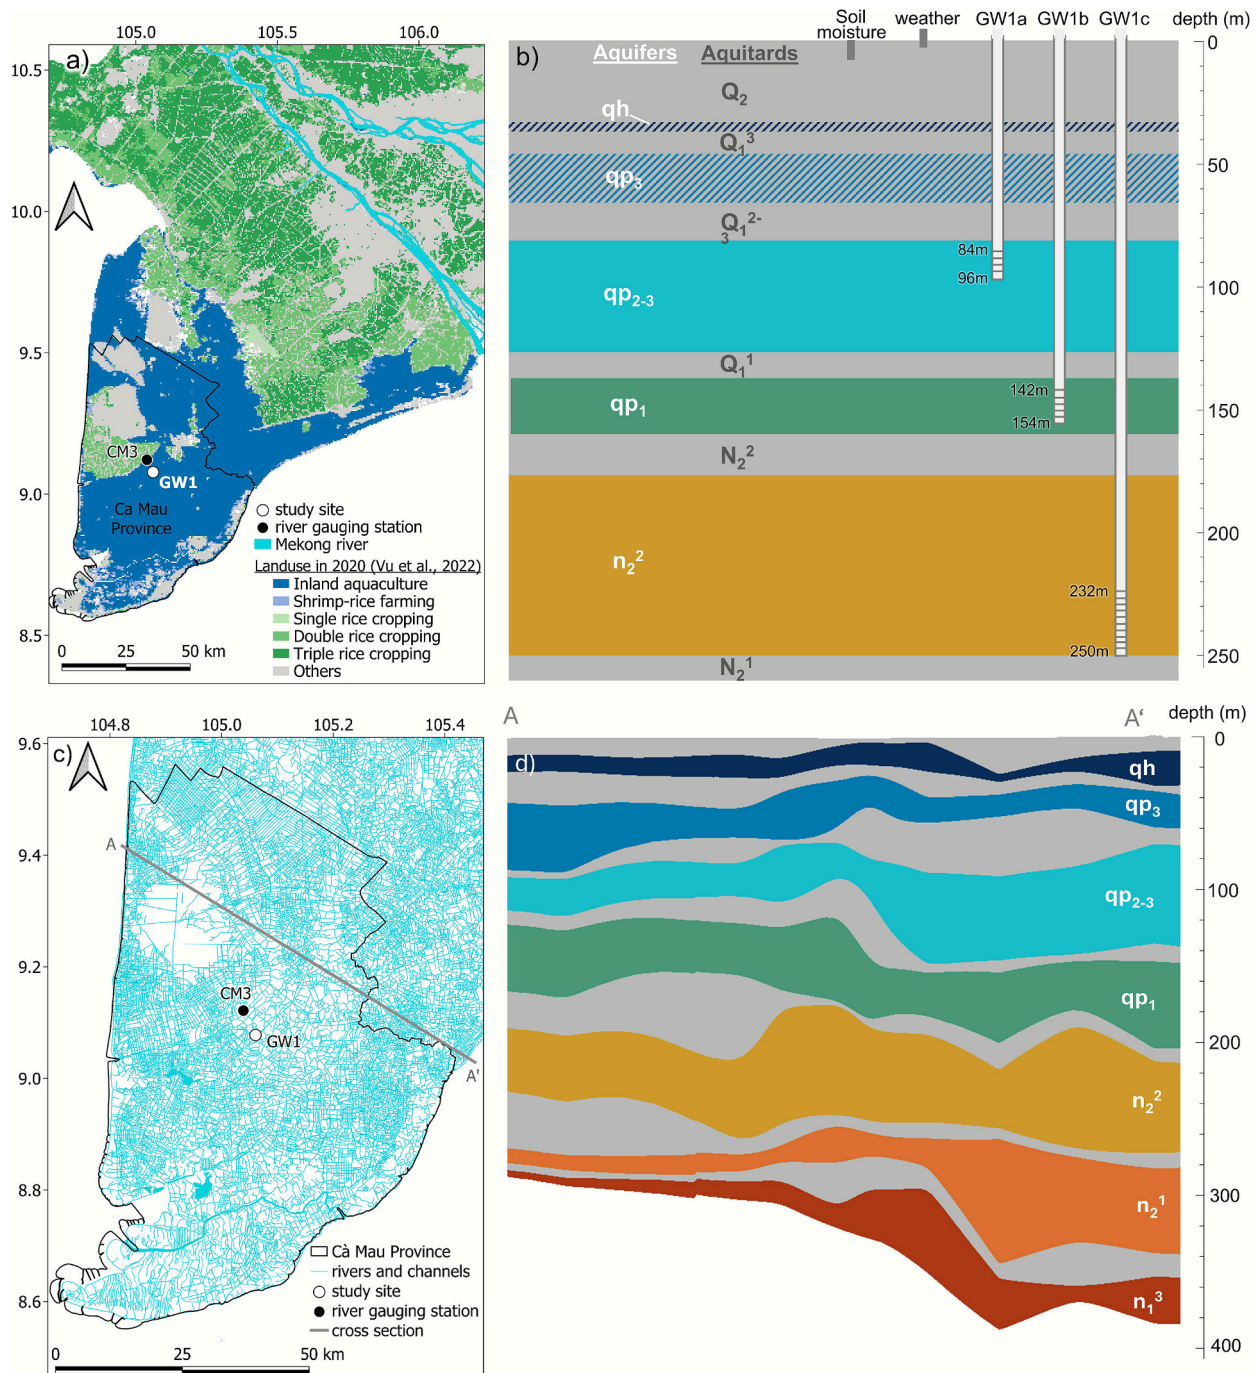 105.0 105.5 106.0
10.5
10.0
9.5
9.0
8.5
a)
CM3
GW1
Ca Mau
Province
study site
river gauging station
Mekong river
Landuse in 2020 (Vu et al., 2022)
Inland aquaculture
Shrimp-rice farming
Single rice cropping
Double rice cropping
Triple rice cropping
Others
0 25 50 km
Soil
moisture
weather
GW1a GW1b GW1c depth (m)
b)
Aquifers Aquitards
Q₂
qh
Q₁³
qp₃
Q₁²⁻
₃
qp₂₋₃
Q₁¹
qp₁
N₂²
n₂²
N₂¹
84m
96m
142m
154m
232m
250m
0
50
100
150
200
250
104.8 105.0 105.2 105.4
9.6
9.4
9.2
9.0
8.8
8.6
c)
A
A'
CM3
GW1
Cà Mau Province
rivers and channels
study site
river gauging station
cross section
0 25 50 km
A A' depth (m)
d)
qh
qp₃
qp₂₋₃
qp₁
n₂²
n₂¹
n₁³
0
100
200
300
400